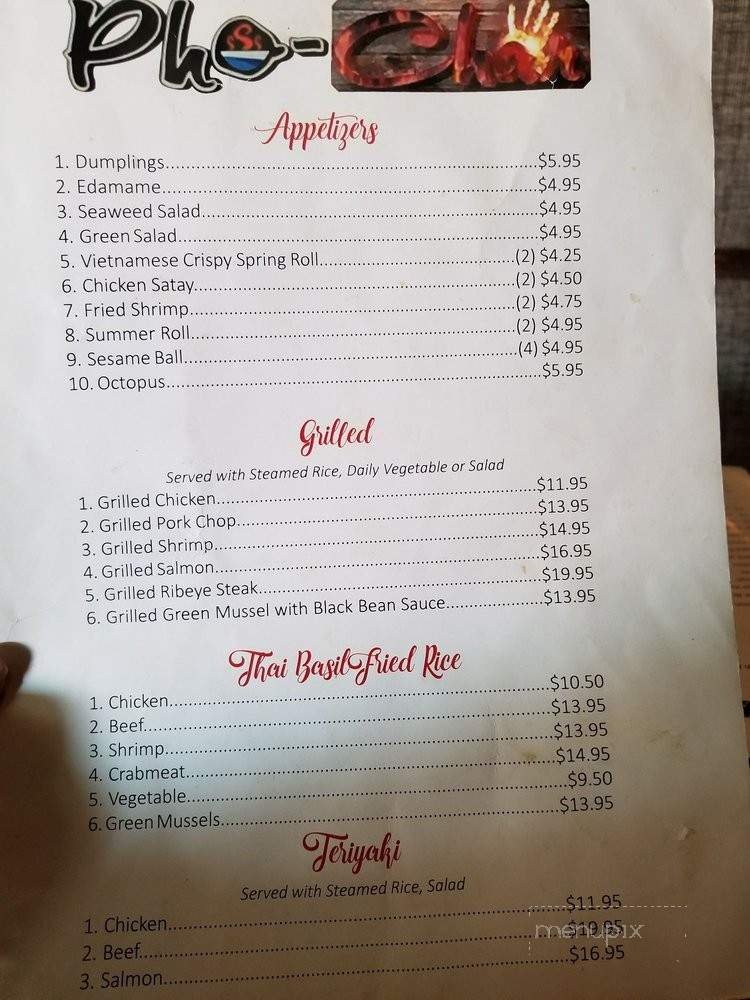 Pho-Chan
Appetizers
1. Dumplings..........$5.95
2. Edamame..........$4.95
3. Seaweed Salad..........$4.95
4. Green Salad..........$4.95
5. Vietnamese Crispy Spring Roll..........(2) $4.25
6. Chicken Satay..........(2) $4.50
7. Fried Shrimp..........(2) $4.75
8. Summer Roll..........(2) $4.95
9. Sesame Ball..........(4) $4.95
10. Octopus..........$5.95
Grilled
Served with Steamed Rice, Daily Vegetable or Salad
1. Grilled Chicken..........$11.95
2. Grilled Pork Chop..........$13.95
3. Grilled Shrimp..........$14.95
4. Grilled Salmon..........$16.95
5. Grilled Ribeye Steak..........$19.95
6. Grilled Green Mussel with Black Bean Sauce..........$13.95
Thai Basil Fried Rice
1. Chicken..........$10.50
2. Beef..........$13.95
3. Shrimp..........$13.95
4. Crabmeat..........$14.95
5. Vegetable..........$9.50
6. Green Mussels..........$13.95
Teriyaki
Served with Steamed Rice, Salad
1. Chicken..........$11.95
2. Beef..........
3. Salmon..........$16.95
menupix